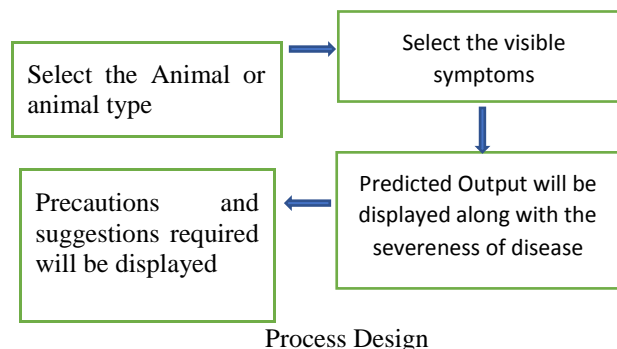 Select the Animal or
animal type
Select the visible
symptoms
Predicted Output will be
displayed along with the
severeness of disease
Precautions and
suggestions required
will be displayed
Process Design